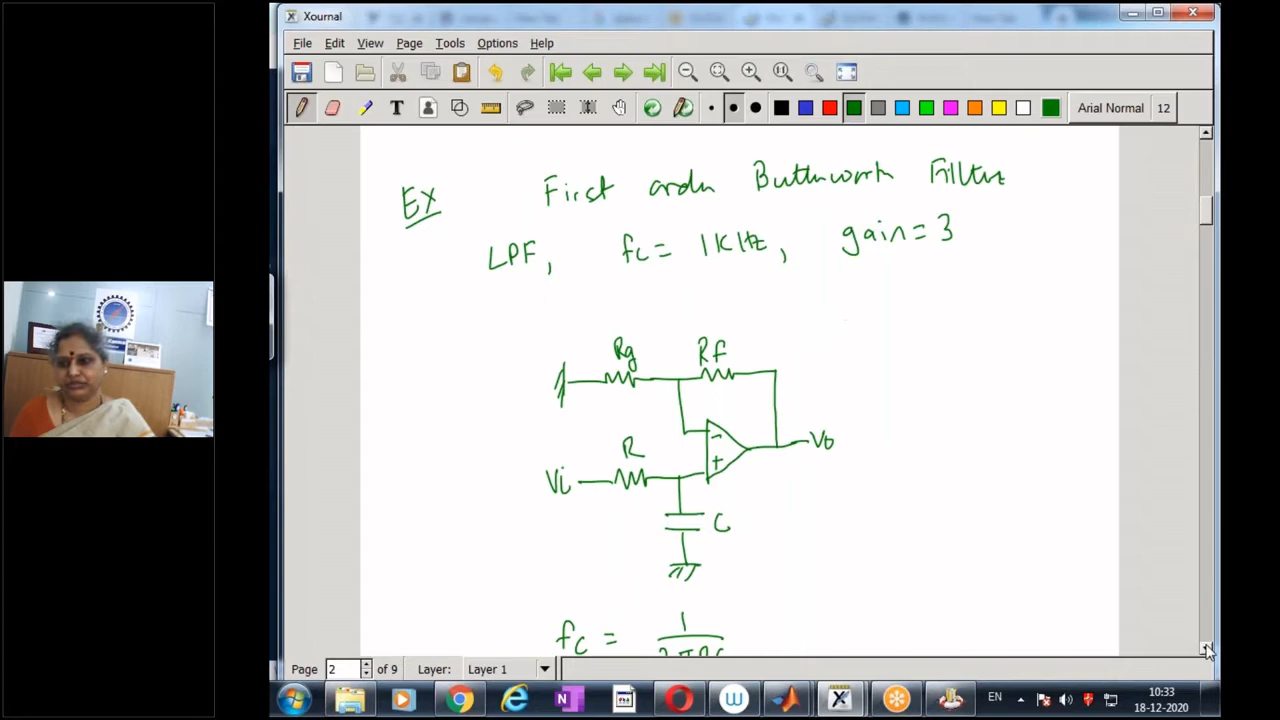 Xournal
File Edit View Page Tools Options Help
Arial Normal 12
EX First order Butterworth Filter
LPF, fc = 1KHz, gain = 3
Rg Rf
-
+
Vo
R
Vi
C
fc = 1
Page 2 of 9 Layer: Layer 1
EN 10:33
18-12-2020